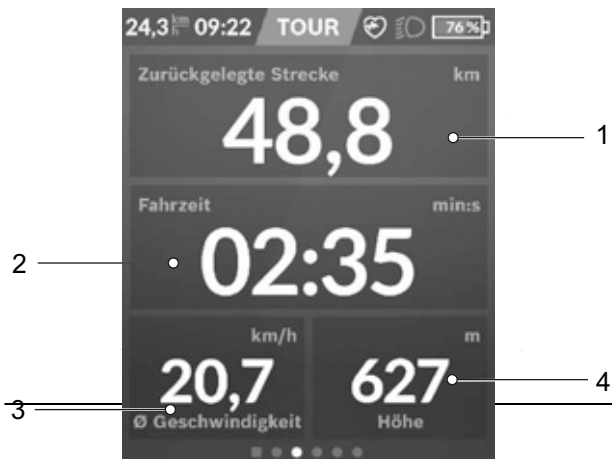 24,3 km/h 09:22 TOUR 76 %
Zurückgelegte Strecke km
48,8
1
Fahrzeit min:s
02:35
2
km/h
20,7
3
Ø Geschwindigkeit
m
627
4
Höhe